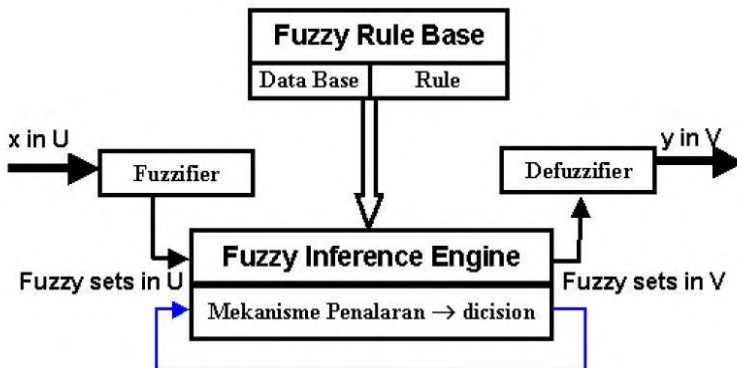 Fuzzy Rule Base
Data Base
Rule
x in U
y in V
Fuzzifier
Defuzzifier
Fuzzy Inference Engine
Fuzzy sets in U
Fuzzy sets in V
Mekanisme Penalaran → dicision